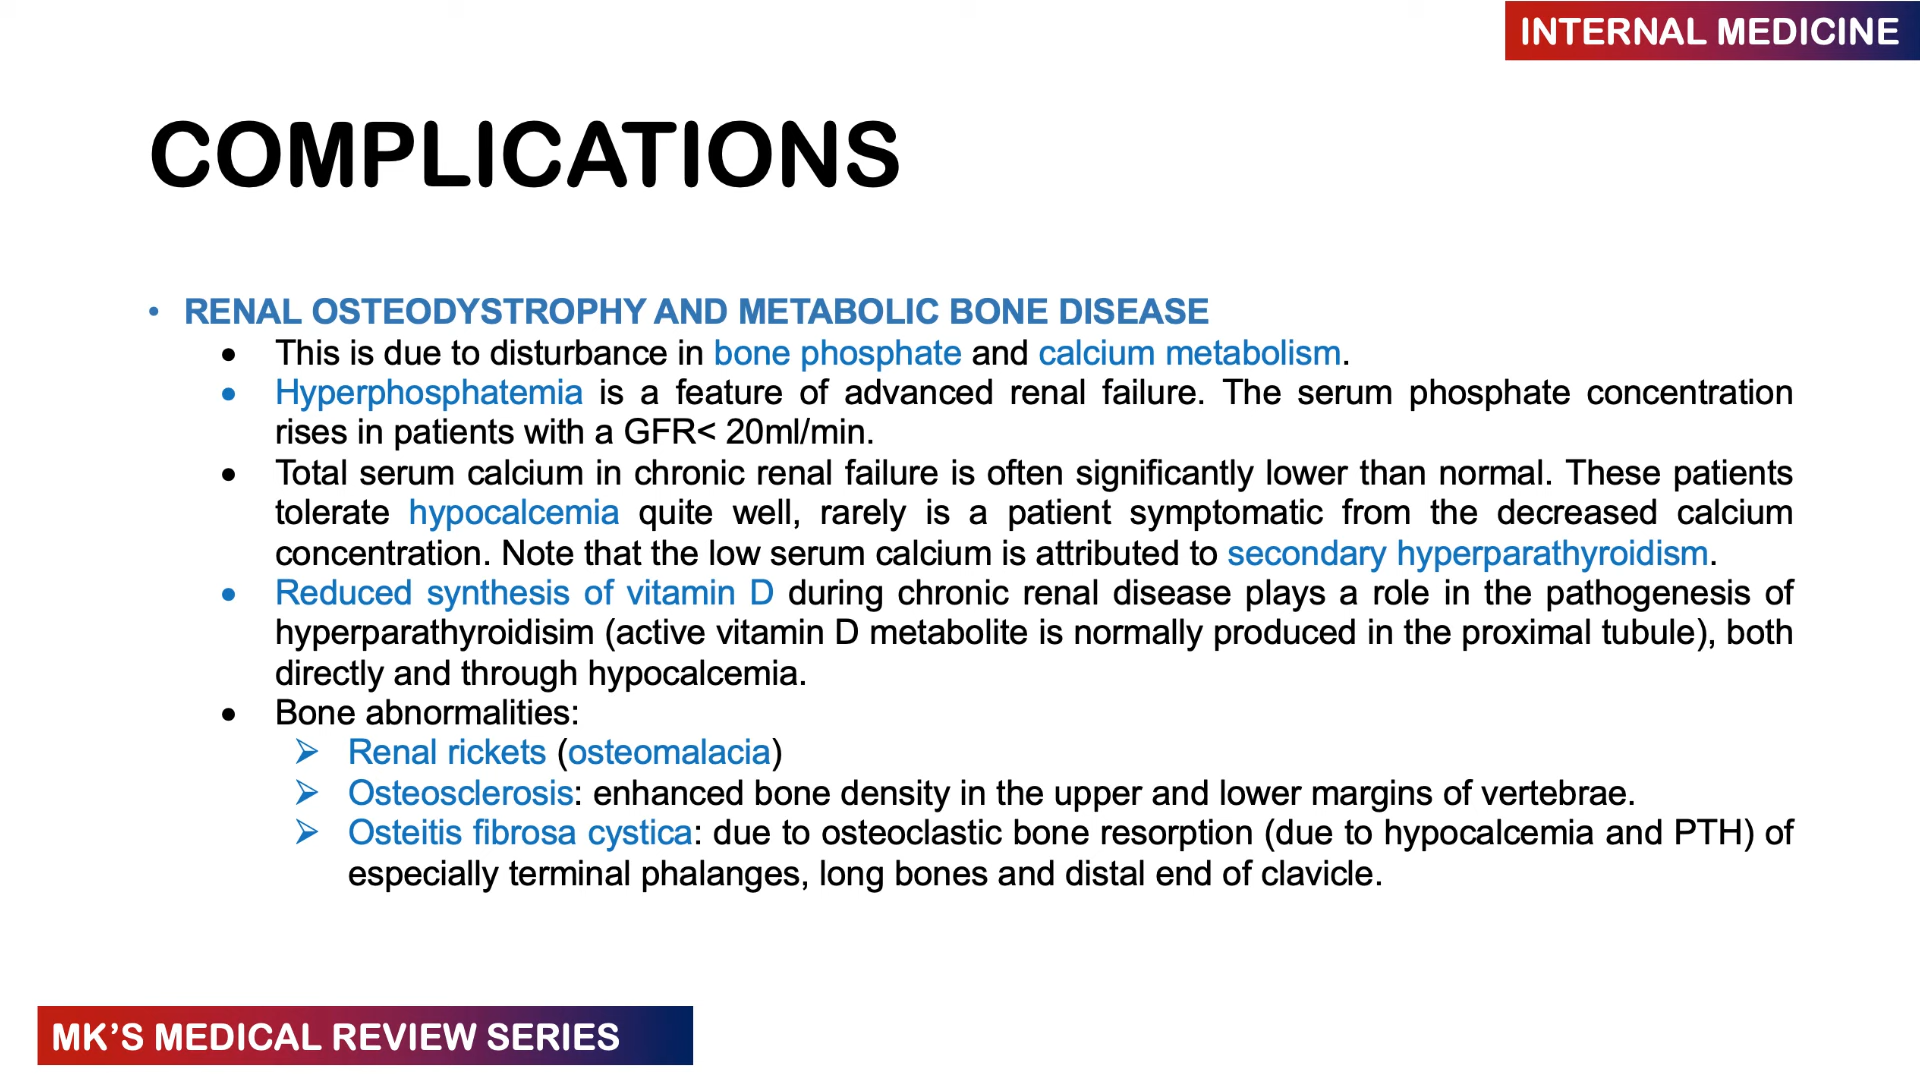 INTERNAL MEDICINE
COMPLICATIONS
• RENAL OSTEODYSTROPHY AND METABOLIC BONE DISEASE
• This is due to disturbance in bone phosphate and calcium metabolism.
• Hyperphosphatemia is a feature of advanced renal failure. The serum phosphate concentration
rises in patients with a GFR< 20ml/min.
• Total serum calcium in chronic renal failure is often significantly lower than normal. These patients
tolerate hypocalcemia quite well, rarely is a patient symptomatic from the decreased calcium
concentration. Note that the low serum calcium is attributed to secondary hyperparathyroidism.
• Reduced synthesis of vitamin D during chronic renal disease plays a role in the pathogenesis of
hyperparathyroidisim (active vitamin D metabolite is normally produced in the proximal tubule), both
directly and through hypocalcemia.
• Bone abnormalities:
➢ Renal rickets (osteomalacia)
➢ Osteosclerosis: enhanced bone density in the upper and lower margins of vertebrae.
➢ Osteitis fibrosa cystica: due to osteoclastic bone resorption (due to hypocalcemia and PTH) of
especially terminal phalanges, long bones and distal end of clavicle.
MK'S MEDICAL REVIEW SERIES